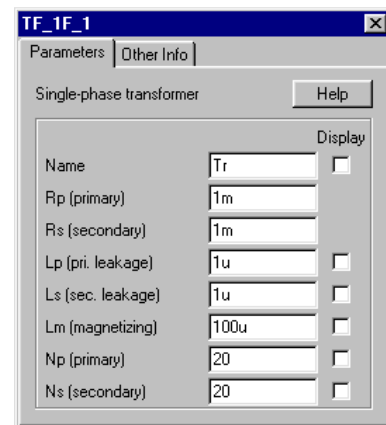 TF_1F_1
Parameters Other Info
Single-phase transformer Help
Display
Name Tr
Rp (primary) 1m
Rs (secondary) 1m
Lp (pri. leakage) 1u
Ls (sec. leakage) 1u
Lm (magnetizing) 100u
Np (primary) 20
Ns (secondary) 20